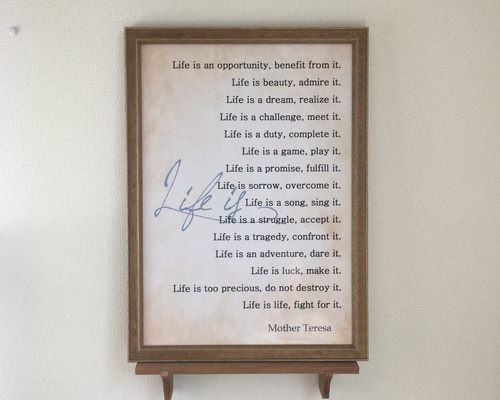 Life is an opportunity, benefit from it.
Life is beauty, admire it.
Life is a dream, realize it.
Life is a challenge, meet it.
Life is a duty, complete it.
Life is a game, play it.
Life is a promise, fulfill it.
Life is sorrow, overcome it.
Life is
Life is a song, sing it.
Life is a struggle, accept it.
Life is a tragedy, confront it.
Life is an adventure, dare it.
Life is luck, make it.
Life is too precious, do not destroy it.
Life is life, fight for it.
Mother Teresa